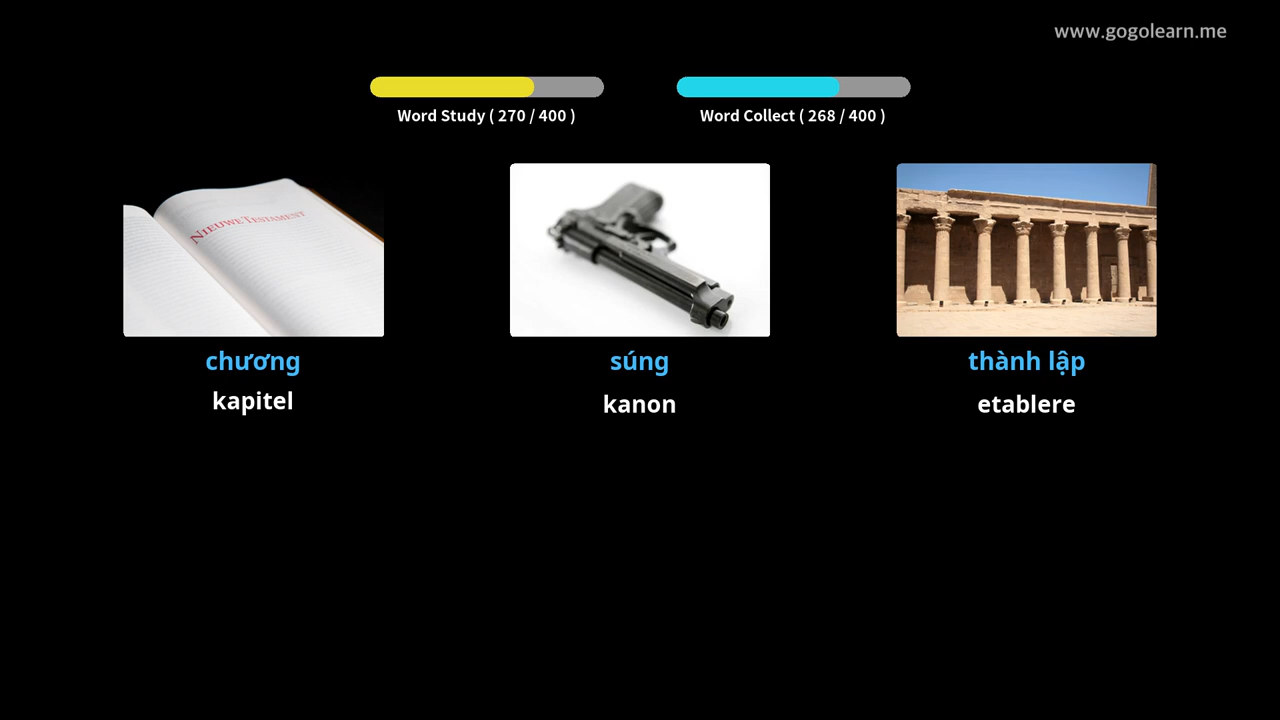 www.gogolearn.me
Word Study ( 270 / 400 )
Word Collect ( 268 / 400 )
NIEUWE TESTAMENT
chương
súng
thành lập
kapitel
kanon
etablere